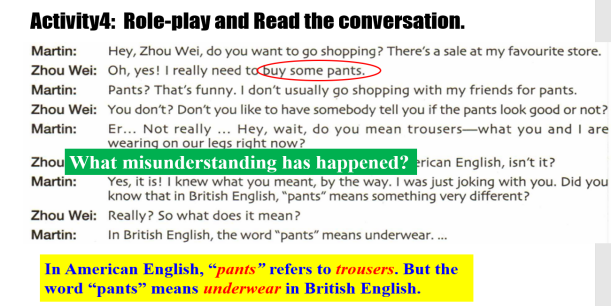 Activity4: Role-play and Read the conversation.
Martin: Hey, Zhou Wei, do you want to go shopping? There's a sale at my favourite store.
Zhou Wei: Oh, yes! I really need to buy some pants.
Martin: Pants? That's funny. I don't usually go shopping with my friends for pants.
Zhou Wei: You don't? Don't you like to have somebody tell you if the pants look good or not?
Martin: Er... Not really ... Hey, wait, do you mean trousers—what you and I are
wearing on our legs right now?
Zhou What misunderstanding has happened? erican English, isn't it?
Martin: Yes, it is! I knew what you meant, by the way. I was just joking with you. Did you
know that in British English, "pants" means something very different?
Zhou Wei: Really? So what does it mean?
Martin: In British English, the word "pants" means underwear. ...
In American English, "pants" refers to trousers. But the
word "pants" means underwear in British English.